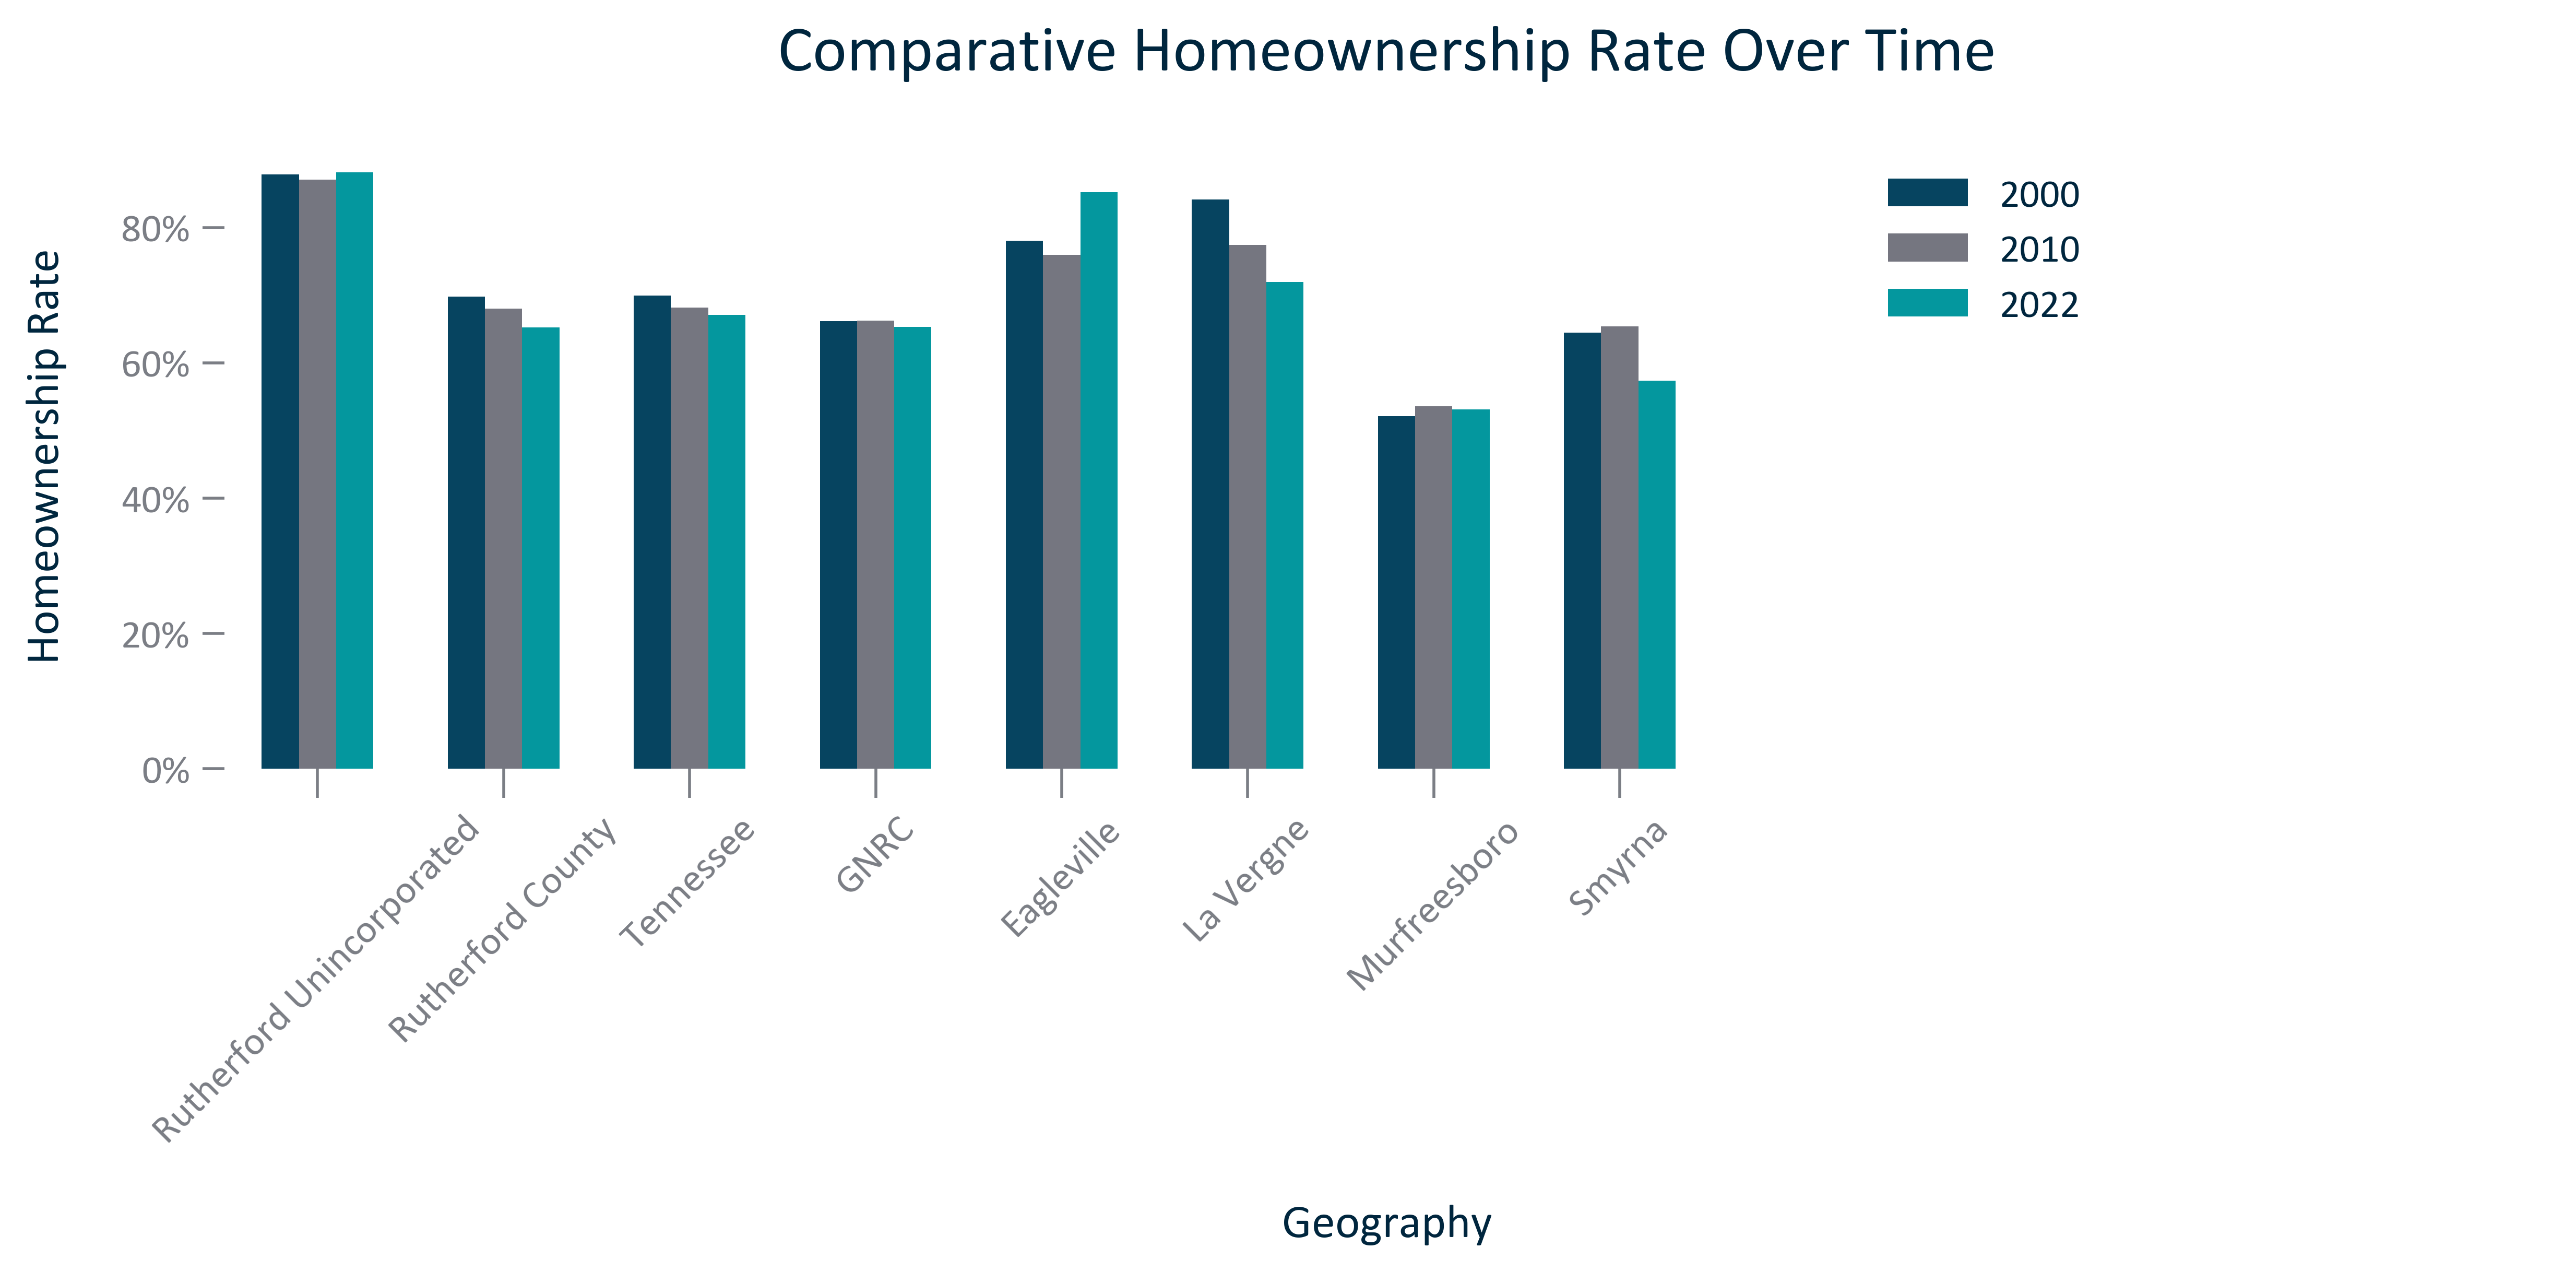 Comparative Homeownership Rate Over Time
Homeownership Rate
80%
60%
40%
20%
0%
2000
2010
2022
Rutherford Unincorporated
Rutherford County
Tennessee
GNRC
Eagleville
La Vergne
Murfreesboro
Smyrna
Geography